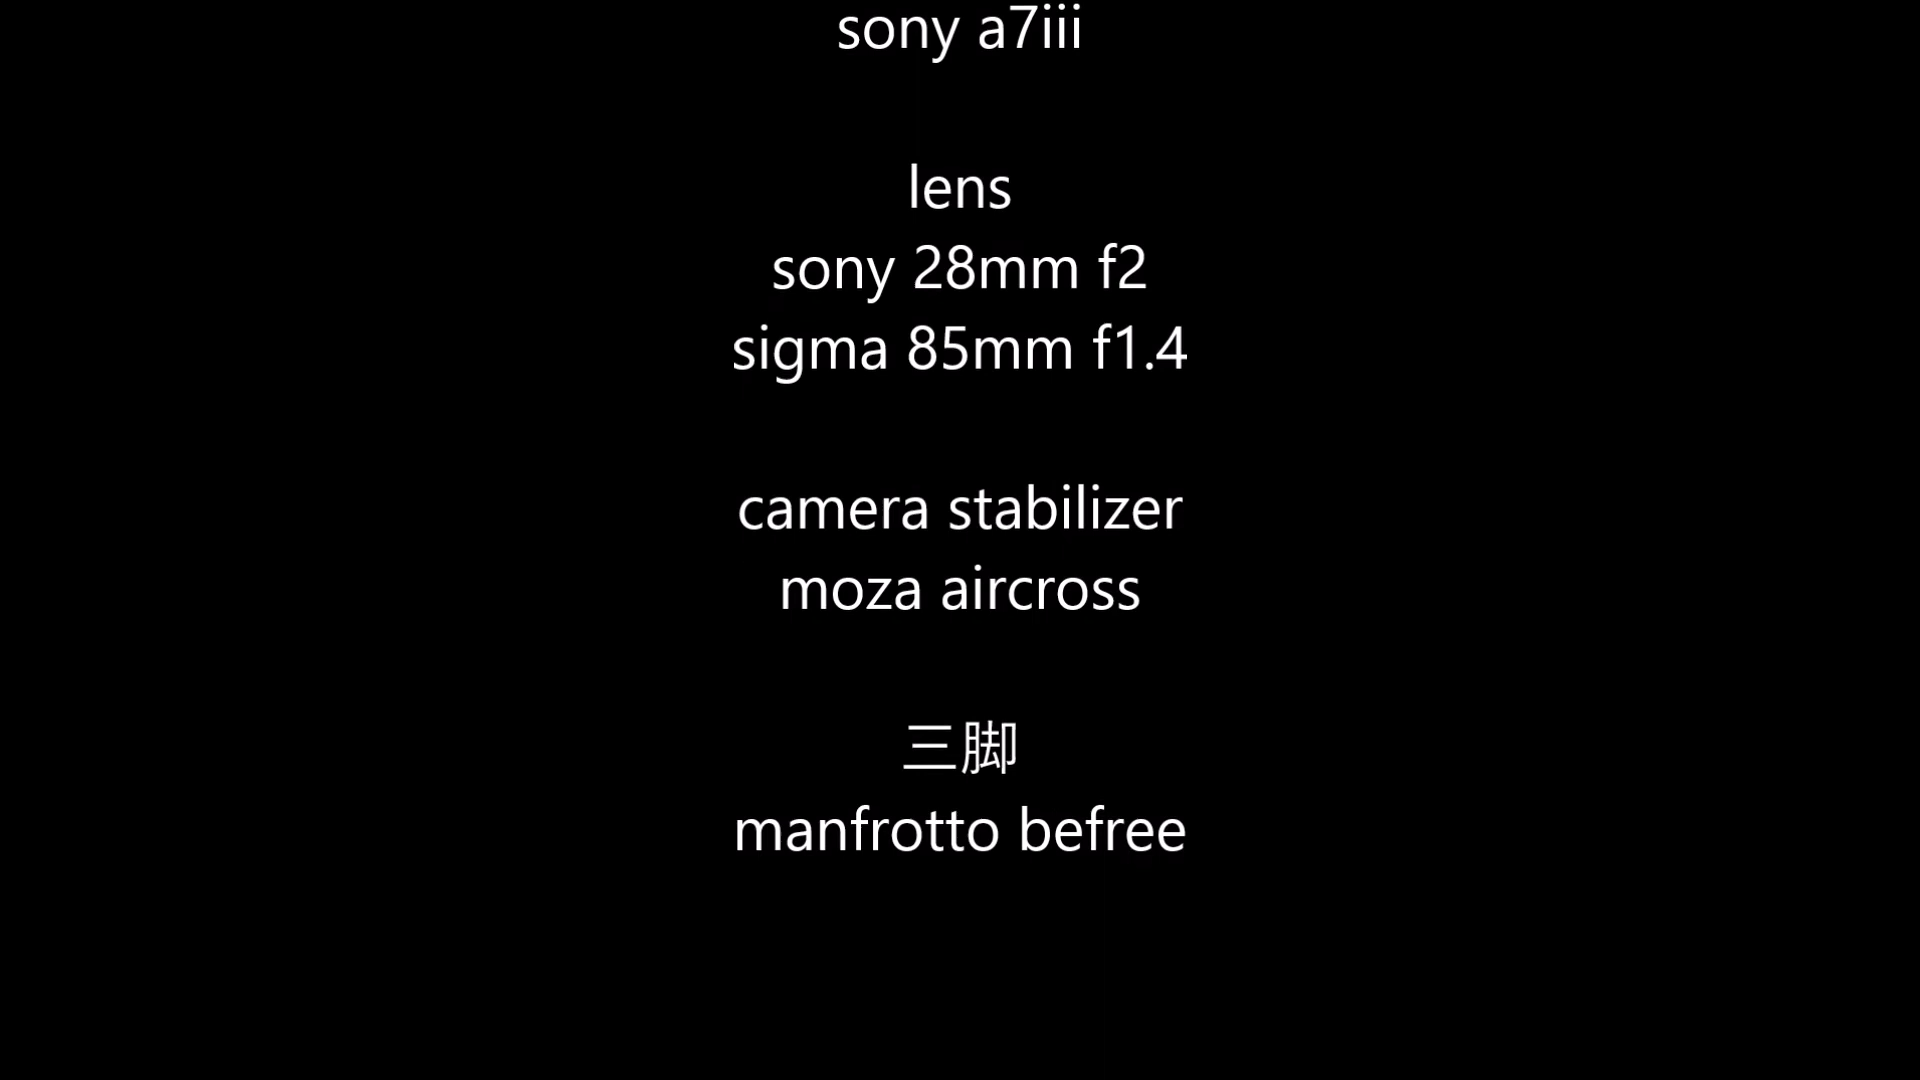 sony a7iii
lens
sony 28mm f2
sigma 85mm f1.4
camera stabilizer
moza aircross
三脚
manfrotto befree